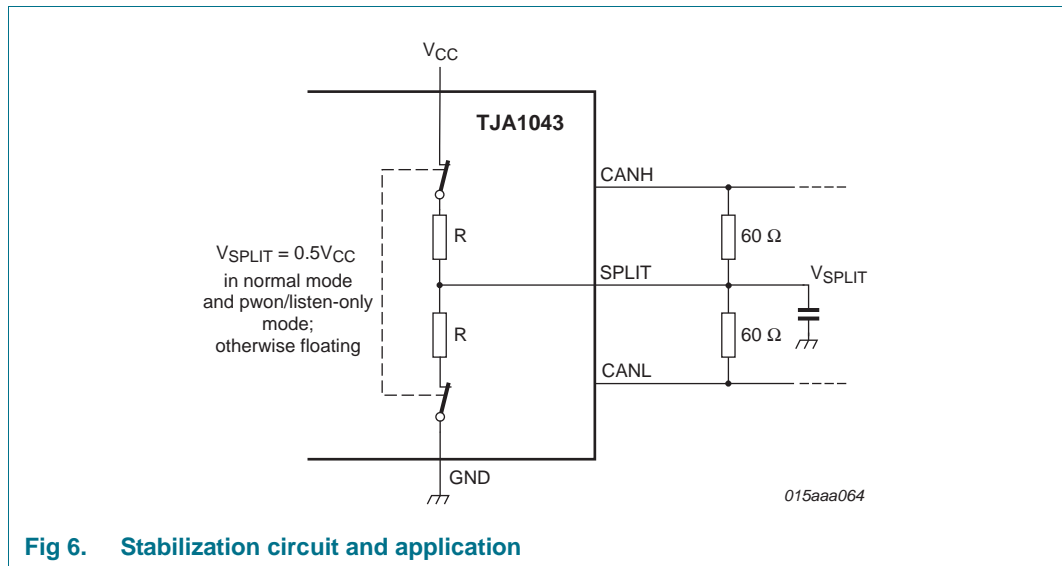 VCC
TJA1043
CANH
R
60 Ω
VSPLIT = 0.5VCC
in normal mode
and pwon/listen-only
mode;
otherwise floating
SPLIT
VSPLIT
R
60 Ω
CANL
GND
015aaa064
Fig 6. Stabilization circuit and application